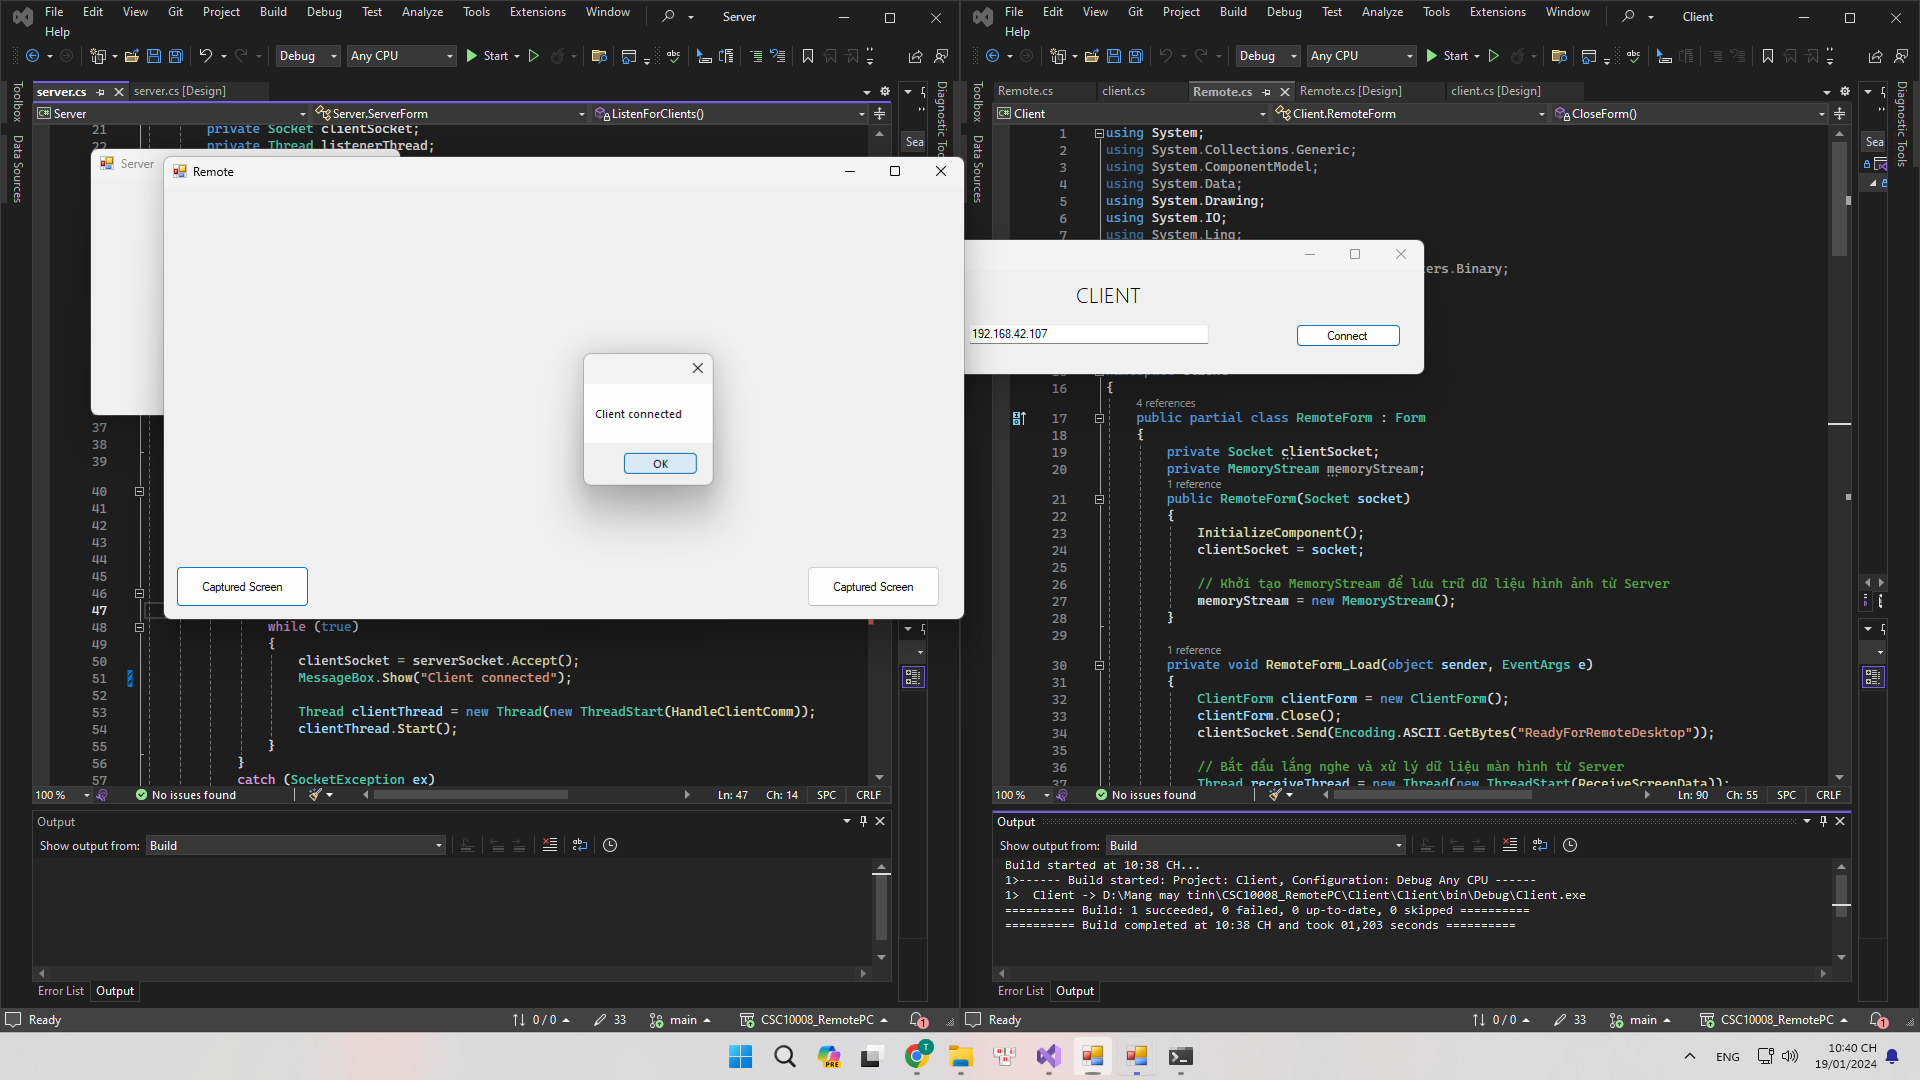 File Edit View Git Project Build Debug Test Analyze Tools Extensions Window Server
Help
Debug Any CPU Start
server.cs server.cs [Design]
Server Server.ServerForm ListenForClients()
Toolbox
Data Sources
Diagnostic Tools
Sea
21 private Socket clientSocket;
22 private Thread listenerThread;
Server
Remote
Client connected
OK
Captured Screen Captured Screen
37
38
39
40
41
42
43
44
45
46
47
48 while (true)
49 {
50 clientSocket = serverSocket.Accept();
51 MessageBox.Show("Client connected");
52
53 Thread clientThread = new Thread(new ThreadStart(HandleClientComm));
54 clientThread.Start();
55 }
56 }
57 catch (SocketException ex)
100 % No issues found Ln: 47 Ch: 14 SPC CRLF
Output
Show output from: Build
Error List Output
Ready 0 / 0 33 main CSC10008_RemotePC 1
File Edit View Git Project Build Debug Test Analyze Tools Extensions Window Client
Help
Debug Any CPU Start
Remote.cs client.cs Remote.cs Remote.cs [Design] client.cs [Design]
Client Client.RemoteForm CloseForm()
Toolbox
Data Sources
Diagnostic Tools
Sea
1 using System;
2 using System.Collections.Generic;
3 using System.ComponentModel;
4 using System.Data;
5 using System.Drawing;
6 using System.IO;
7 using System.Linq;
ers.Binary;
CLIENT
192.168.42.107
Connect
16 {
4 references
17 public partial class RemoteForm : Form
18 {
19 private Socket clientSocket;
20 private MemoryStream memoryStream;
1 reference
21 public RemoteForm(Socket socket)
22 {
23 InitializeComponent();
24 clientSocket = socket;
25
26 // Khởi tạo MemoryStream để lưu trữ dữ liệu hình ảnh từ Server
27 memoryStream = new MemoryStream();
28 }
29
1 reference
30 private void RemoteForm_Load(object sender, EventArgs e)
31 {
32 ClientForm clientForm = new ClientForm();
33 clientForm.Close();
34 clientSocket.Send(Encoding.ASCII.GetBytes("ReadyForRemoteDesktop"));
35
36 // Bắt đầu lắng nghe và xử lý dữ liệu màn hình từ Server
37 Thread receiveThread = new Thread(new ThreadStart(ReceiveScreenData));
100 % No issues found Ln: 90 Ch: 55 SPC CRLF
Output
Show output from: Build
Build started at 10:38 CH...
1>------ Build started: Project: Client, Configuration: Debug Any CPU ------
1>  Client -> D:\Mang may tinh\CSC10008_RemotePC\Client\Client\bin\Debug\Client.exe
========== Build: 1 succeeded, 0 failed, 0 up-to-date, 0 skipped ==========
========== Build completed at 10:38 CH and took 01,203 seconds ==========
Error List Output
Ready 0 / 0 33 main CSC10008_RemotePC 1
PRE T ENG 10:40 CH
19/01/2024